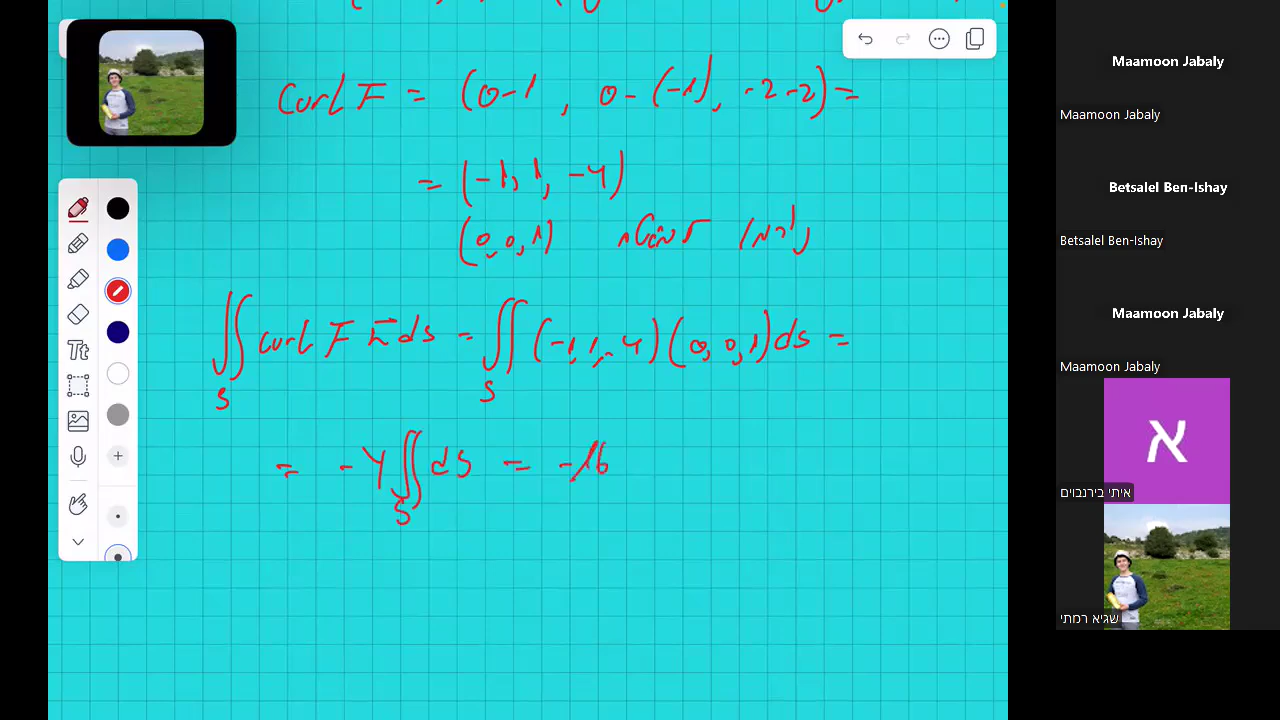 curl F = (0-1, 0-(-1), -2-2) =
= (-1, 1, -4)
(0,0,1)
∬ curl F n⃗ ds = ∬ (-1, 1, -4)(0,0,1) ds =
S S
= -4 ∬ ds = -16
S
Tt
Maamoon Jabaly
Maamoon Jabaly
Betsalel Ben-Ishay
Betsalel Ben-Ishay
Maamoon Jabaly
Maamoon Jabaly
א
איתי בירנבוים
שגיא רמתי